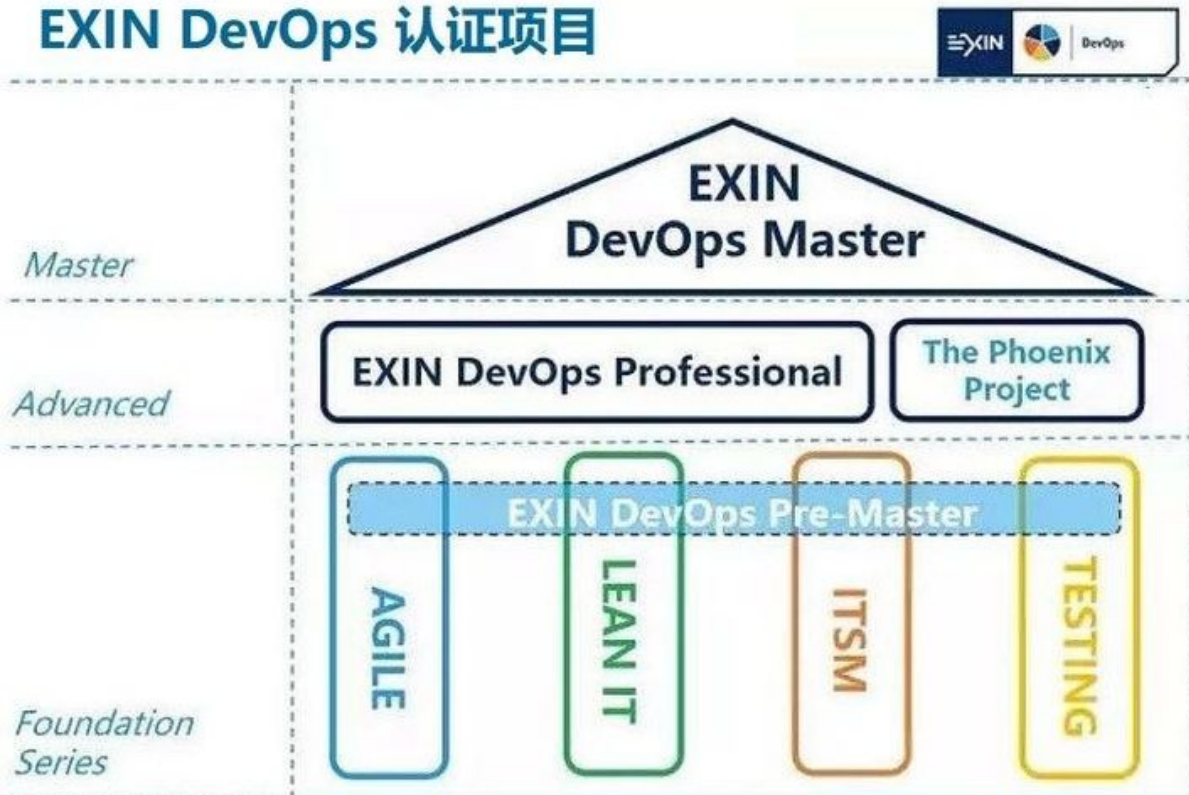 EXIN DevOps 认证项目
EXIN
DevOps
EXIN
DevOps Master
Master
EXIN DevOps Professional
The Phoenix
Project
Advanced
EXIN DevOps Pre-Master
AGILE
LEAN IT
ITSM
TESTING
Foundation
Series